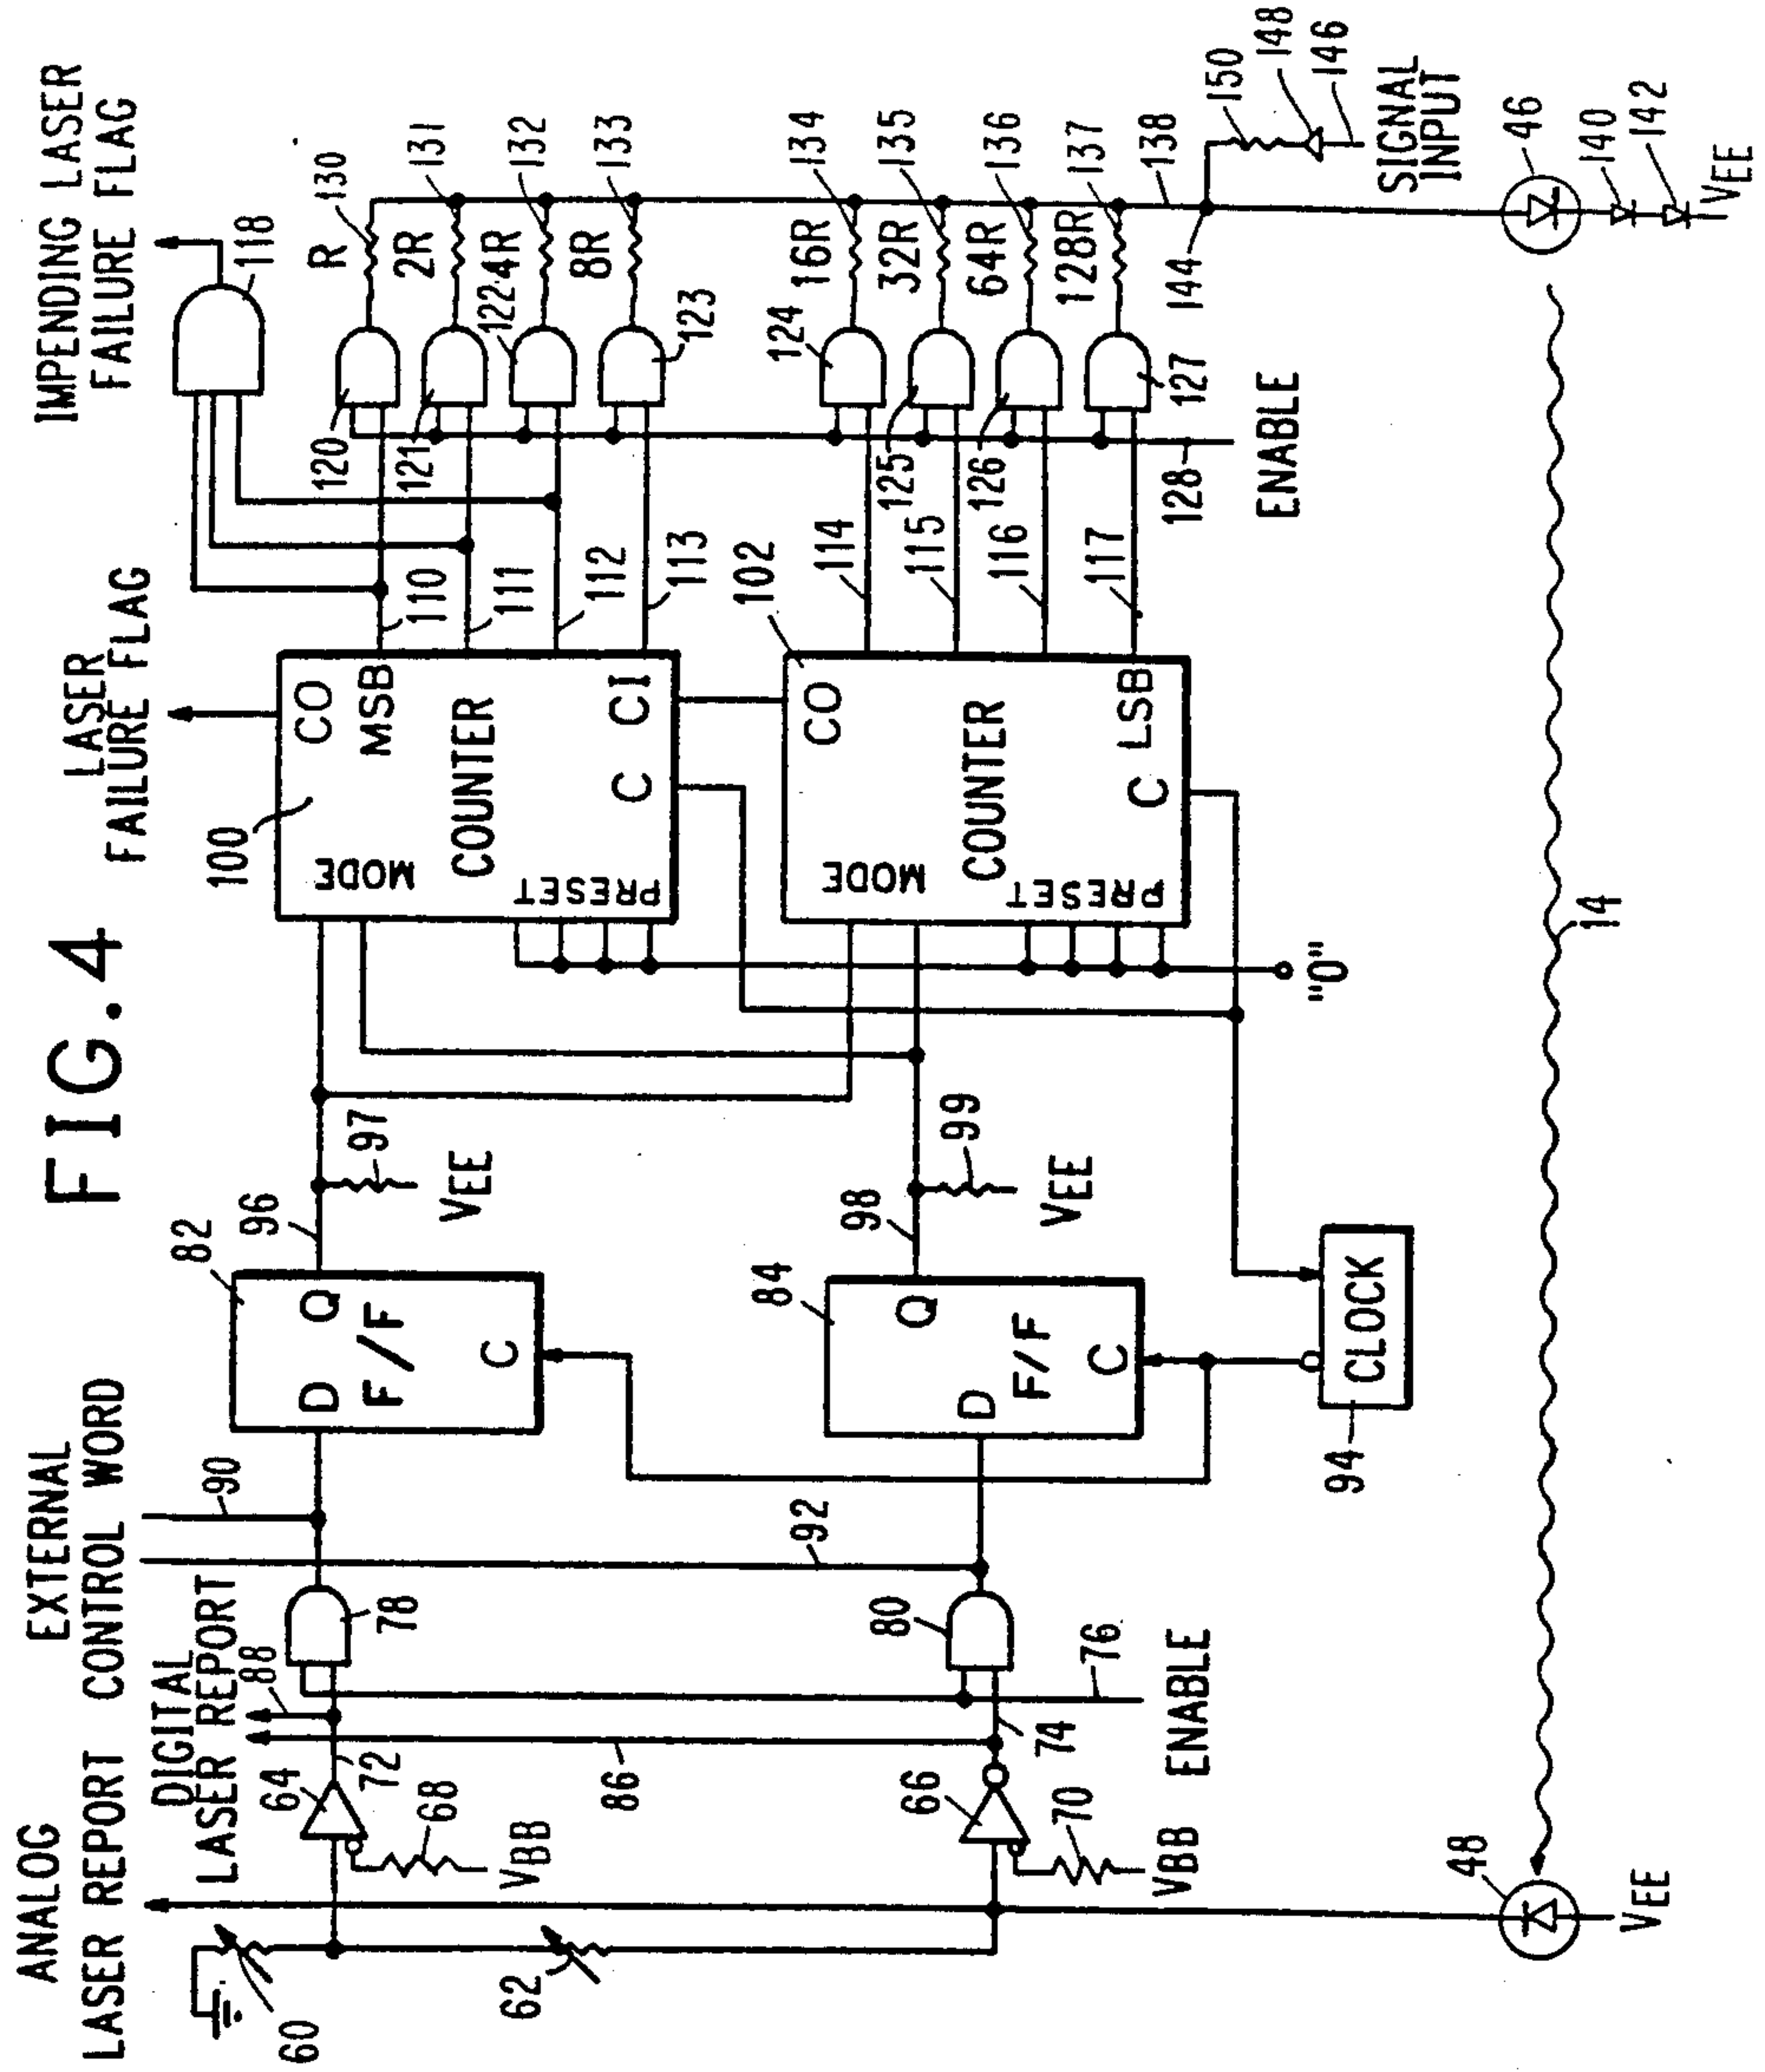 FIG. 4
ANALOG
LASER REPORT
DIGITAL
LASER REPORT
EXTERNAL
CONTROL WORD
LASER
FAILURE FLAG
IMPENDING LASER
FAILURE FLAG
60
62
64
66
68
70
72
74
76
78
80
86
88
90
92
VBB
VBB
ENABLE
48
VEE
82
D
Q
F/F
C
84
D
Q
F/F
C
94
CLOCK
96
97
VEE
98
99
VEE
100
CO
MSB
MODE
COUNTER
PRESET
C
CI
102
CO
MODE
COUNTER
PRESET
C
LSB
"0"
110
111
112
113
114
115
116
117
118
120
121
122
123
124
125
126
127
128
ENABLE
R
2R
4R
8R
16R
32R
64R
128R
130
131
132
133
134
135
136
137
138
144
150
148
146
SIGNAL
INPUT
46
140
142
VEE
14